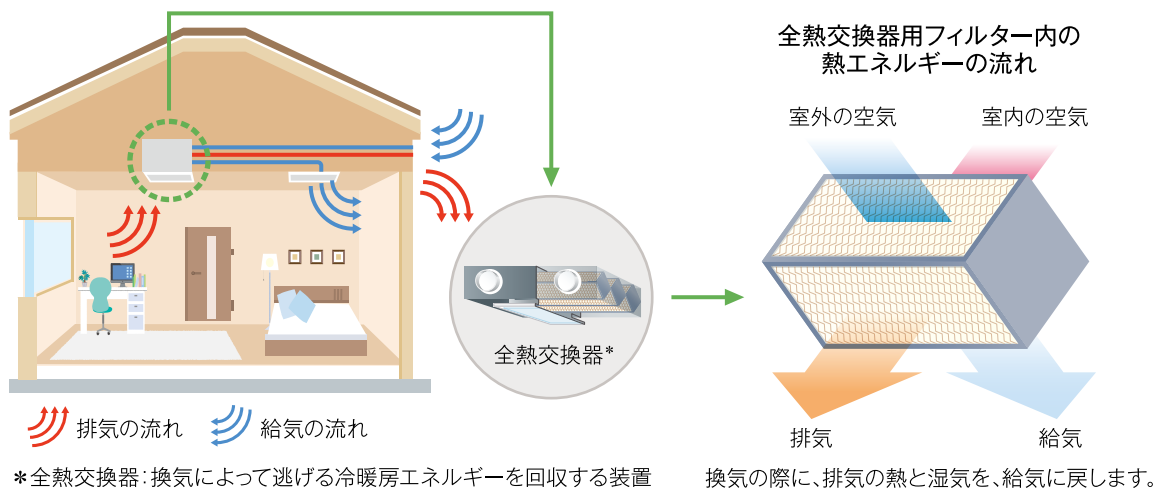 全熱交換器用フィルター内の
熱エネルギーの流れ
室外の空気
室内の空気
全熱交換器*
排気
給気
排気の流れ
給気の流れ
*全熱交換器:換気によって逃げる冷暖房エネルギーを回収する装置
換気の際に、排気の熱と湿気を、給気に戻します。